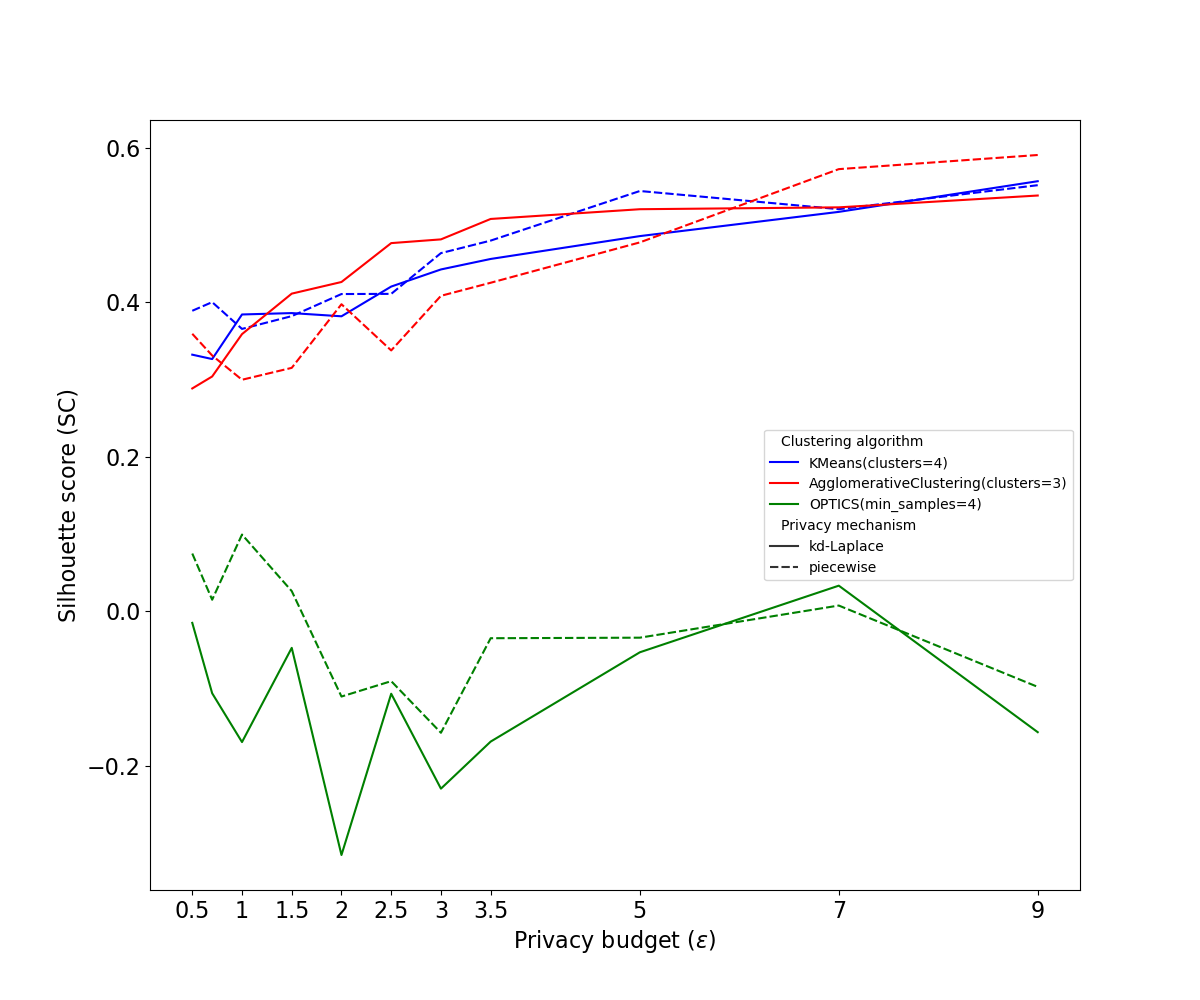 0.6
0.4
0.2
0.0
−0.2
Silhouette score (SC)
Clustering algorithm
KMeans(clusters=4)
AgglomerativeClustering(clusters=3)
OPTICS(min_samples=4)
Privacy mechanism
kd-Laplace
piecewise
0.5 1 1.5 2 2.5 3 3.5 5 7 9
Privacy budget (ε)